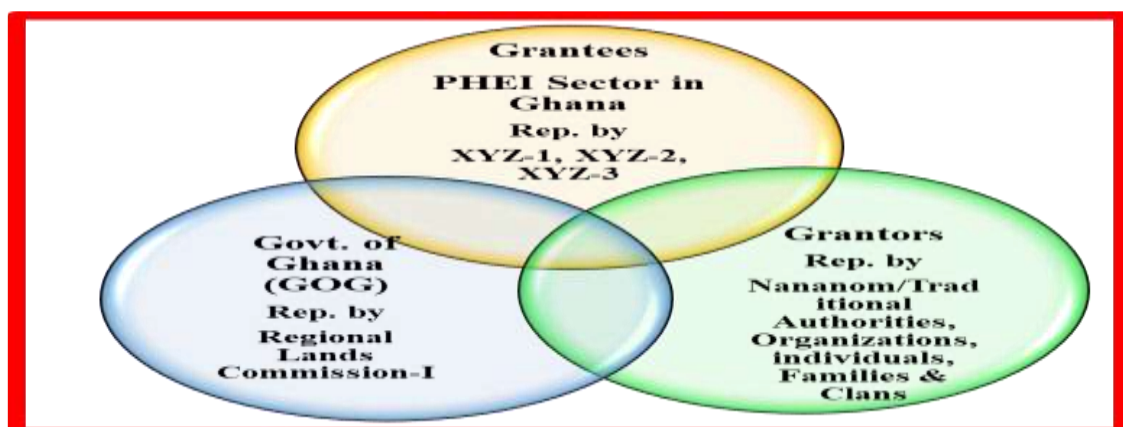 Grantees
PHEI Sector in
Ghana
Rep. by
XYZ-1, XYZ-2,
XYZ-3
Govt. of
Ghana
(GOG)
Rep. by
Regional
Lands
Commission-I
Grantors
Rep. by
Nananom/Trad
itional
Authorities,
Organizations,
individuals,
Families &
Clans